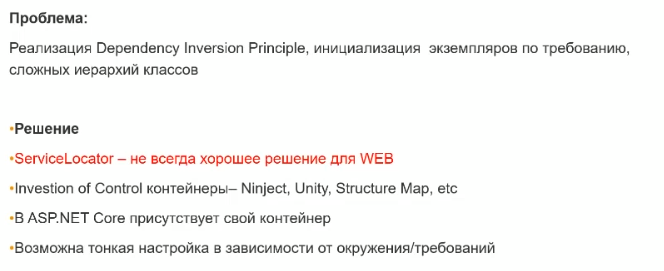 Проблема:
Реализация Dependency Inversion Principle, инициализация экземпляров по требованию,
сложных иерархий классов
•Решение
•ServiceLocator – не всегда хорошее решение для WEB
•Investion of Control контейнеры– Ninject, Unity, Structure Map, etc
•В ASP.NET Core присутствует свой контейнер
•Возможна тонкая настройка в зависимости от окружения/требований